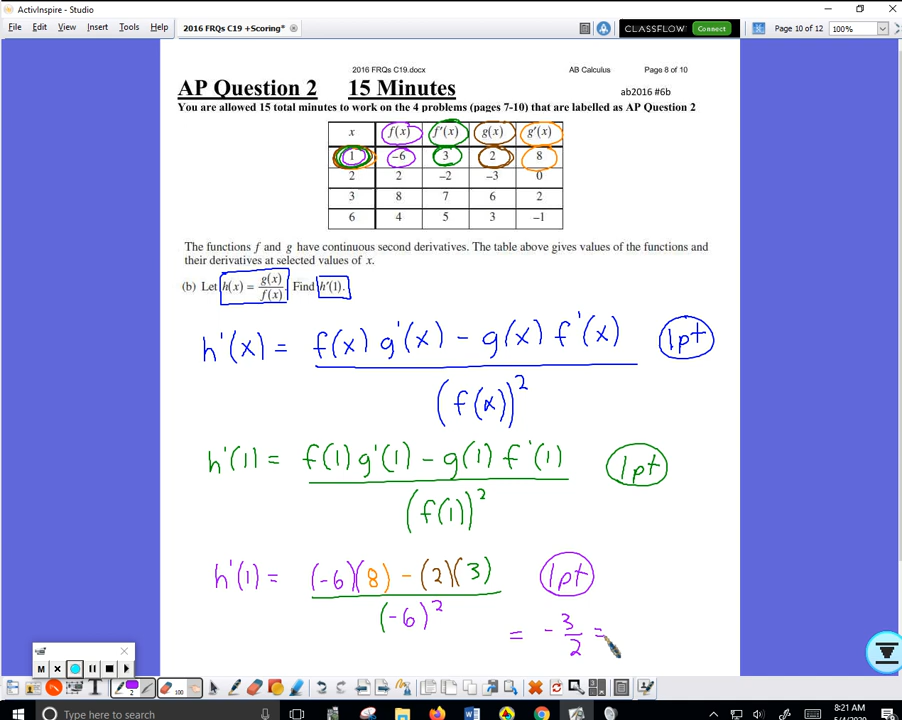 ActivInspire - Studio
File Edit View Insert Tools Help 2016 FRQs C19 +Scoring* CLASSFLOW Connect Page 10 of 12 100%
2016 FRQs C19.docx AB Calculus Page 8 of 10
AP Question 2 15 Minutes ab2016 #6b
You are allowed 15 total minutes to work on the 4 problems (pages 7-10) that are labelled as AP Question 2
x f(x) f'(x) g(x) g'(x)
1 −6 3 2 8
2 2 −2 −3 0
3 8 7 6 2
6 4 5 3 −1
The functions f and g have continuous second derivatives. The table above gives values of the functions and
their derivatives at selected values of x.
(b) Let h(x) = g(x)/f(x). Find h'(1).
h'(x) = f(x) g'(x) − g(x) f'(x) 1pt
(f(x))²
h'(1) = f(1) g'(1) − g(1) f'(1) 1pt
(f(1))²
h'(1) = (-6)(8) − (2)(3) 1pt
(-6)²
= -3/2 =
M
2 100
Type here to search
8:21 AM
5/4/2020